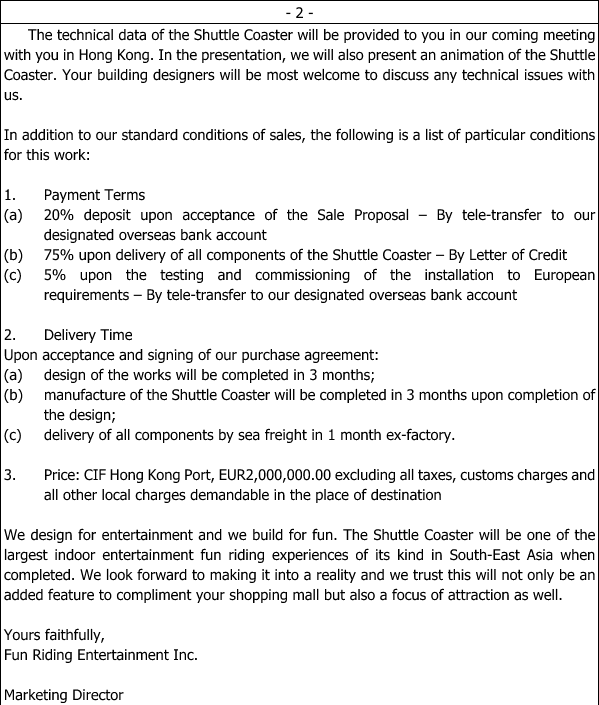 - 2 -
The technical data of the Shuttle Coaster will be provided to you in our coming meeting
with you in Hong Kong. In the presentation, we will also present an animation of the Shuttle
Coaster. Your building designers will be most welcome to discuss any technical issues with
us.
In addition to our standard conditions of sales, the following is a list of particular conditions
for this work:
1. Payment Terms
(a) 20% deposit upon acceptance of the Sale Proposal – By tele-transfer to our
designated overseas bank account
(b) 75% upon delivery of all components of the Shuttle Coaster – By Letter of Credit
(c) 5% upon the testing and commissioning of the installation to European
requirements – By tele-transfer to our designated overseas bank account
2. Delivery Time
Upon acceptance and signing of our purchase agreement:
(a) design of the works will be completed in 3 months;
(b) manufacture of the Shuttle Coaster will be completed in 3 months upon completion of
the design;
(c) delivery of all components by sea freight in 1 month ex-factory.
3. Price: CIF Hong Kong Port, EUR2,000,000.00 excluding all taxes, customs charges and
all other local charges demandable in the place of destination
We design for entertainment and we build for fun. The Shuttle Coaster will be one of the
largest indoor entertainment fun riding experiences of its kind in South-East Asia when
completed. We look forward to making it into a reality and we trust this will not only be an
added feature to compliment your shopping mall but also a focus of attraction as well.
Yours faithfully,
Fun Riding Entertainment Inc.
Marketing Director